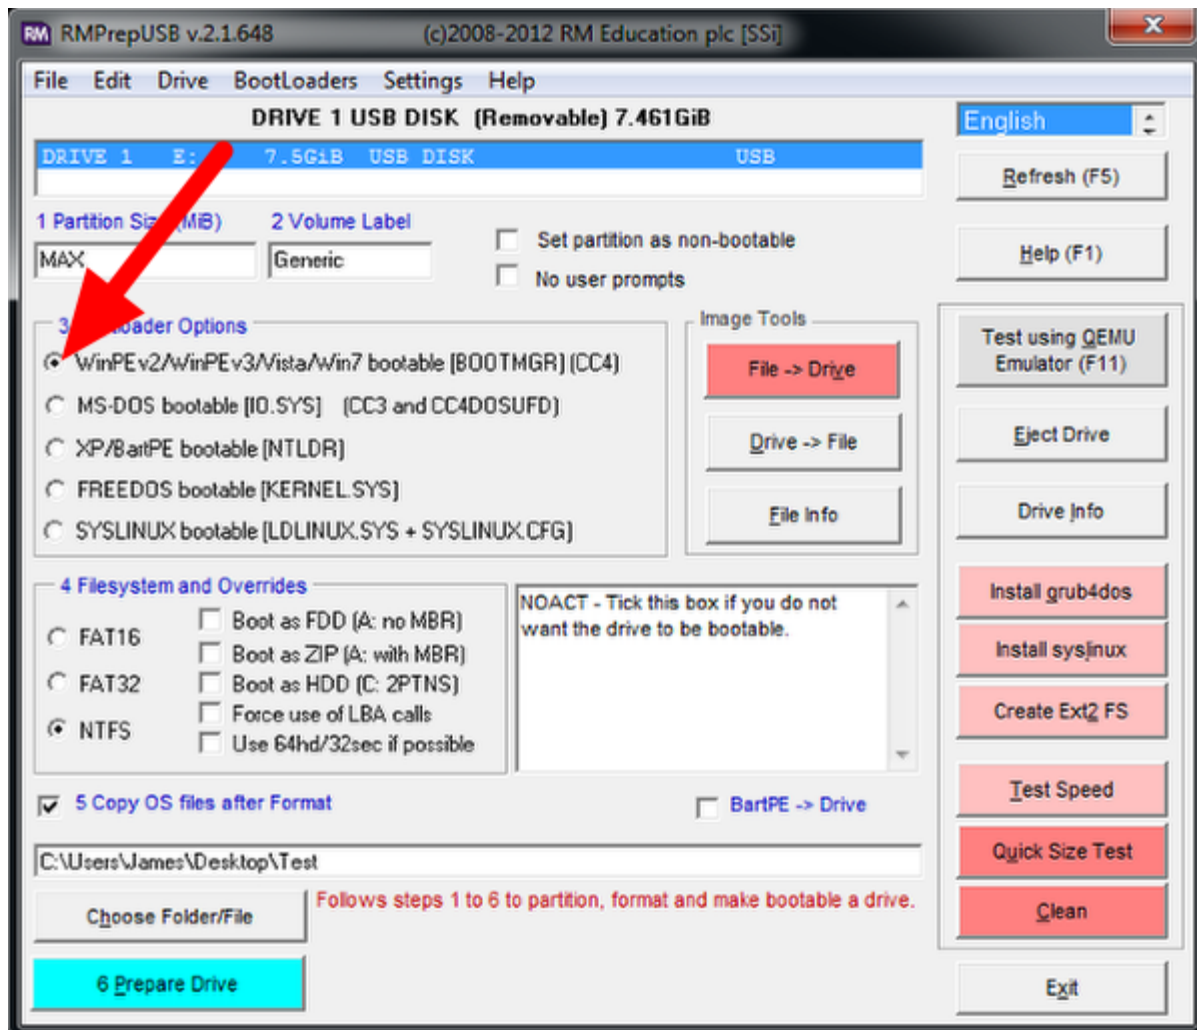 RM RMPrepUSB v.2.1.648 (c)2008-2012 RM Education plc [SSi]
File Edit Drive BootLoaders Settings Help
DRIVE 1 USB DISK (Removable) 7.461GiB
English
DRIVE 1 E: 7.5GiB USB DISK USB
Refresh (F5)
1 Partition (MiB) 2 Volume Label
MAX
Generic
Set partition as non-bootable
No user prompts
Help (F1)
3 Options
WinPEv2/WinPEv3/Vista/Win7 bootable [BOOTMGR] (CC4)
MS-DOS bootable [IO.SYS] (CC3 and CC4DOSUFD)
XP/BartPE bootable [NTLDR]
FREEDOS bootable [KERNEL.SYS]
SYSLINUX bootable [LDLINUX.SYS + SYSLINUX.CFG]
Image Tools
File -> Drive
Drive -> File
File Info
Test using QEMU
Emulator (F11)
Eject Drive
Drive Info
4 Filesystem and Overrides
FAT16
FAT32
NTFS
Boot as FDD (A: no MBR)
Boot as ZIP (A: with MBR)
Boot as HDD (C: 2PTNS)
Force use of LBA calls
Use 64hd/32sec if possible
NOACT - Tick this box if you do not
want the drive to be bootable.
Install grub4dos
Install syslinux
Create Ext2 FS
5 Copy OS files after Format
BartPE -> Drive
Test Speed
Quick Size Test
Clean
C:\Users\James\Desktop\Test
Choose Folder/File
Follows steps 1 to 6 to partition, format and make bootable a drive.
6 Prepare Drive
Exit